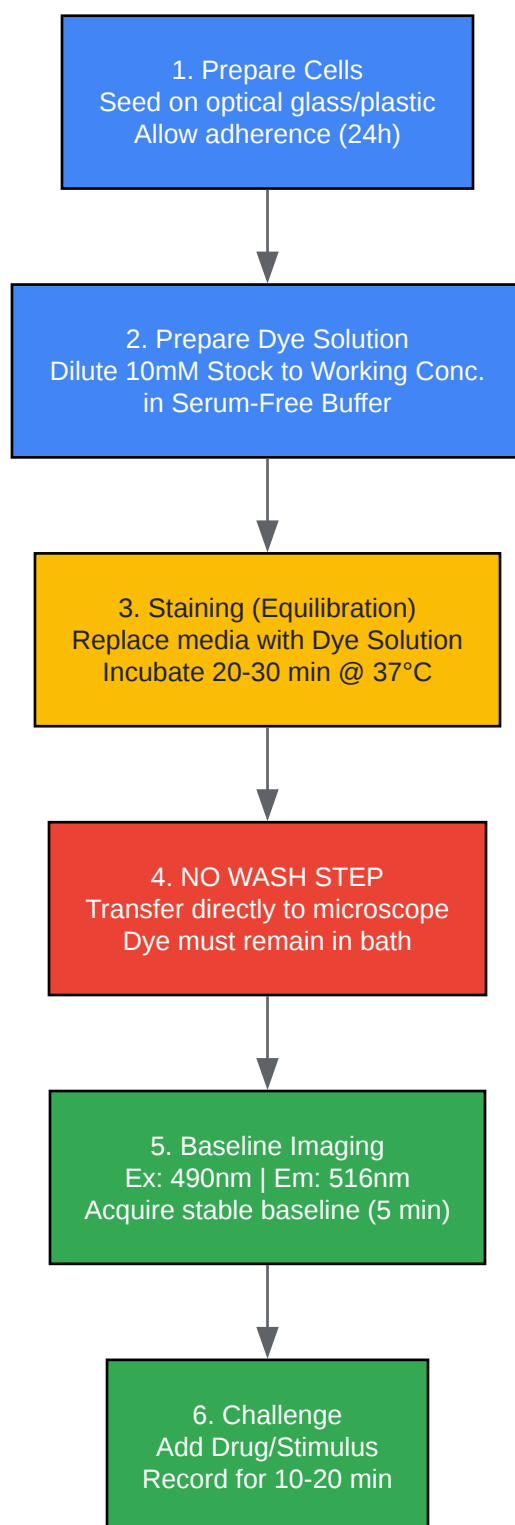 1. Prepare Cells
Seed on optical glass/plastic
Allow adherence (24h)
2. Prepare Dye Solution
Dilute 10mM Stock to Working Conc.
in Serum-Free Buffer
3. Staining (Equilibration)
Replace media with Dye Solution
Incubate 20-30 min @ 37°C
4. NO WASH STEP
Transfer directly to microscope
Dye must remain in bath
5. Baseline Imaging
Ex: 490nm | Em: 516nm
Acquire stable baseline (5 min)
6. Challenge
Add Drug/Stimulus
Record for 10-20 min